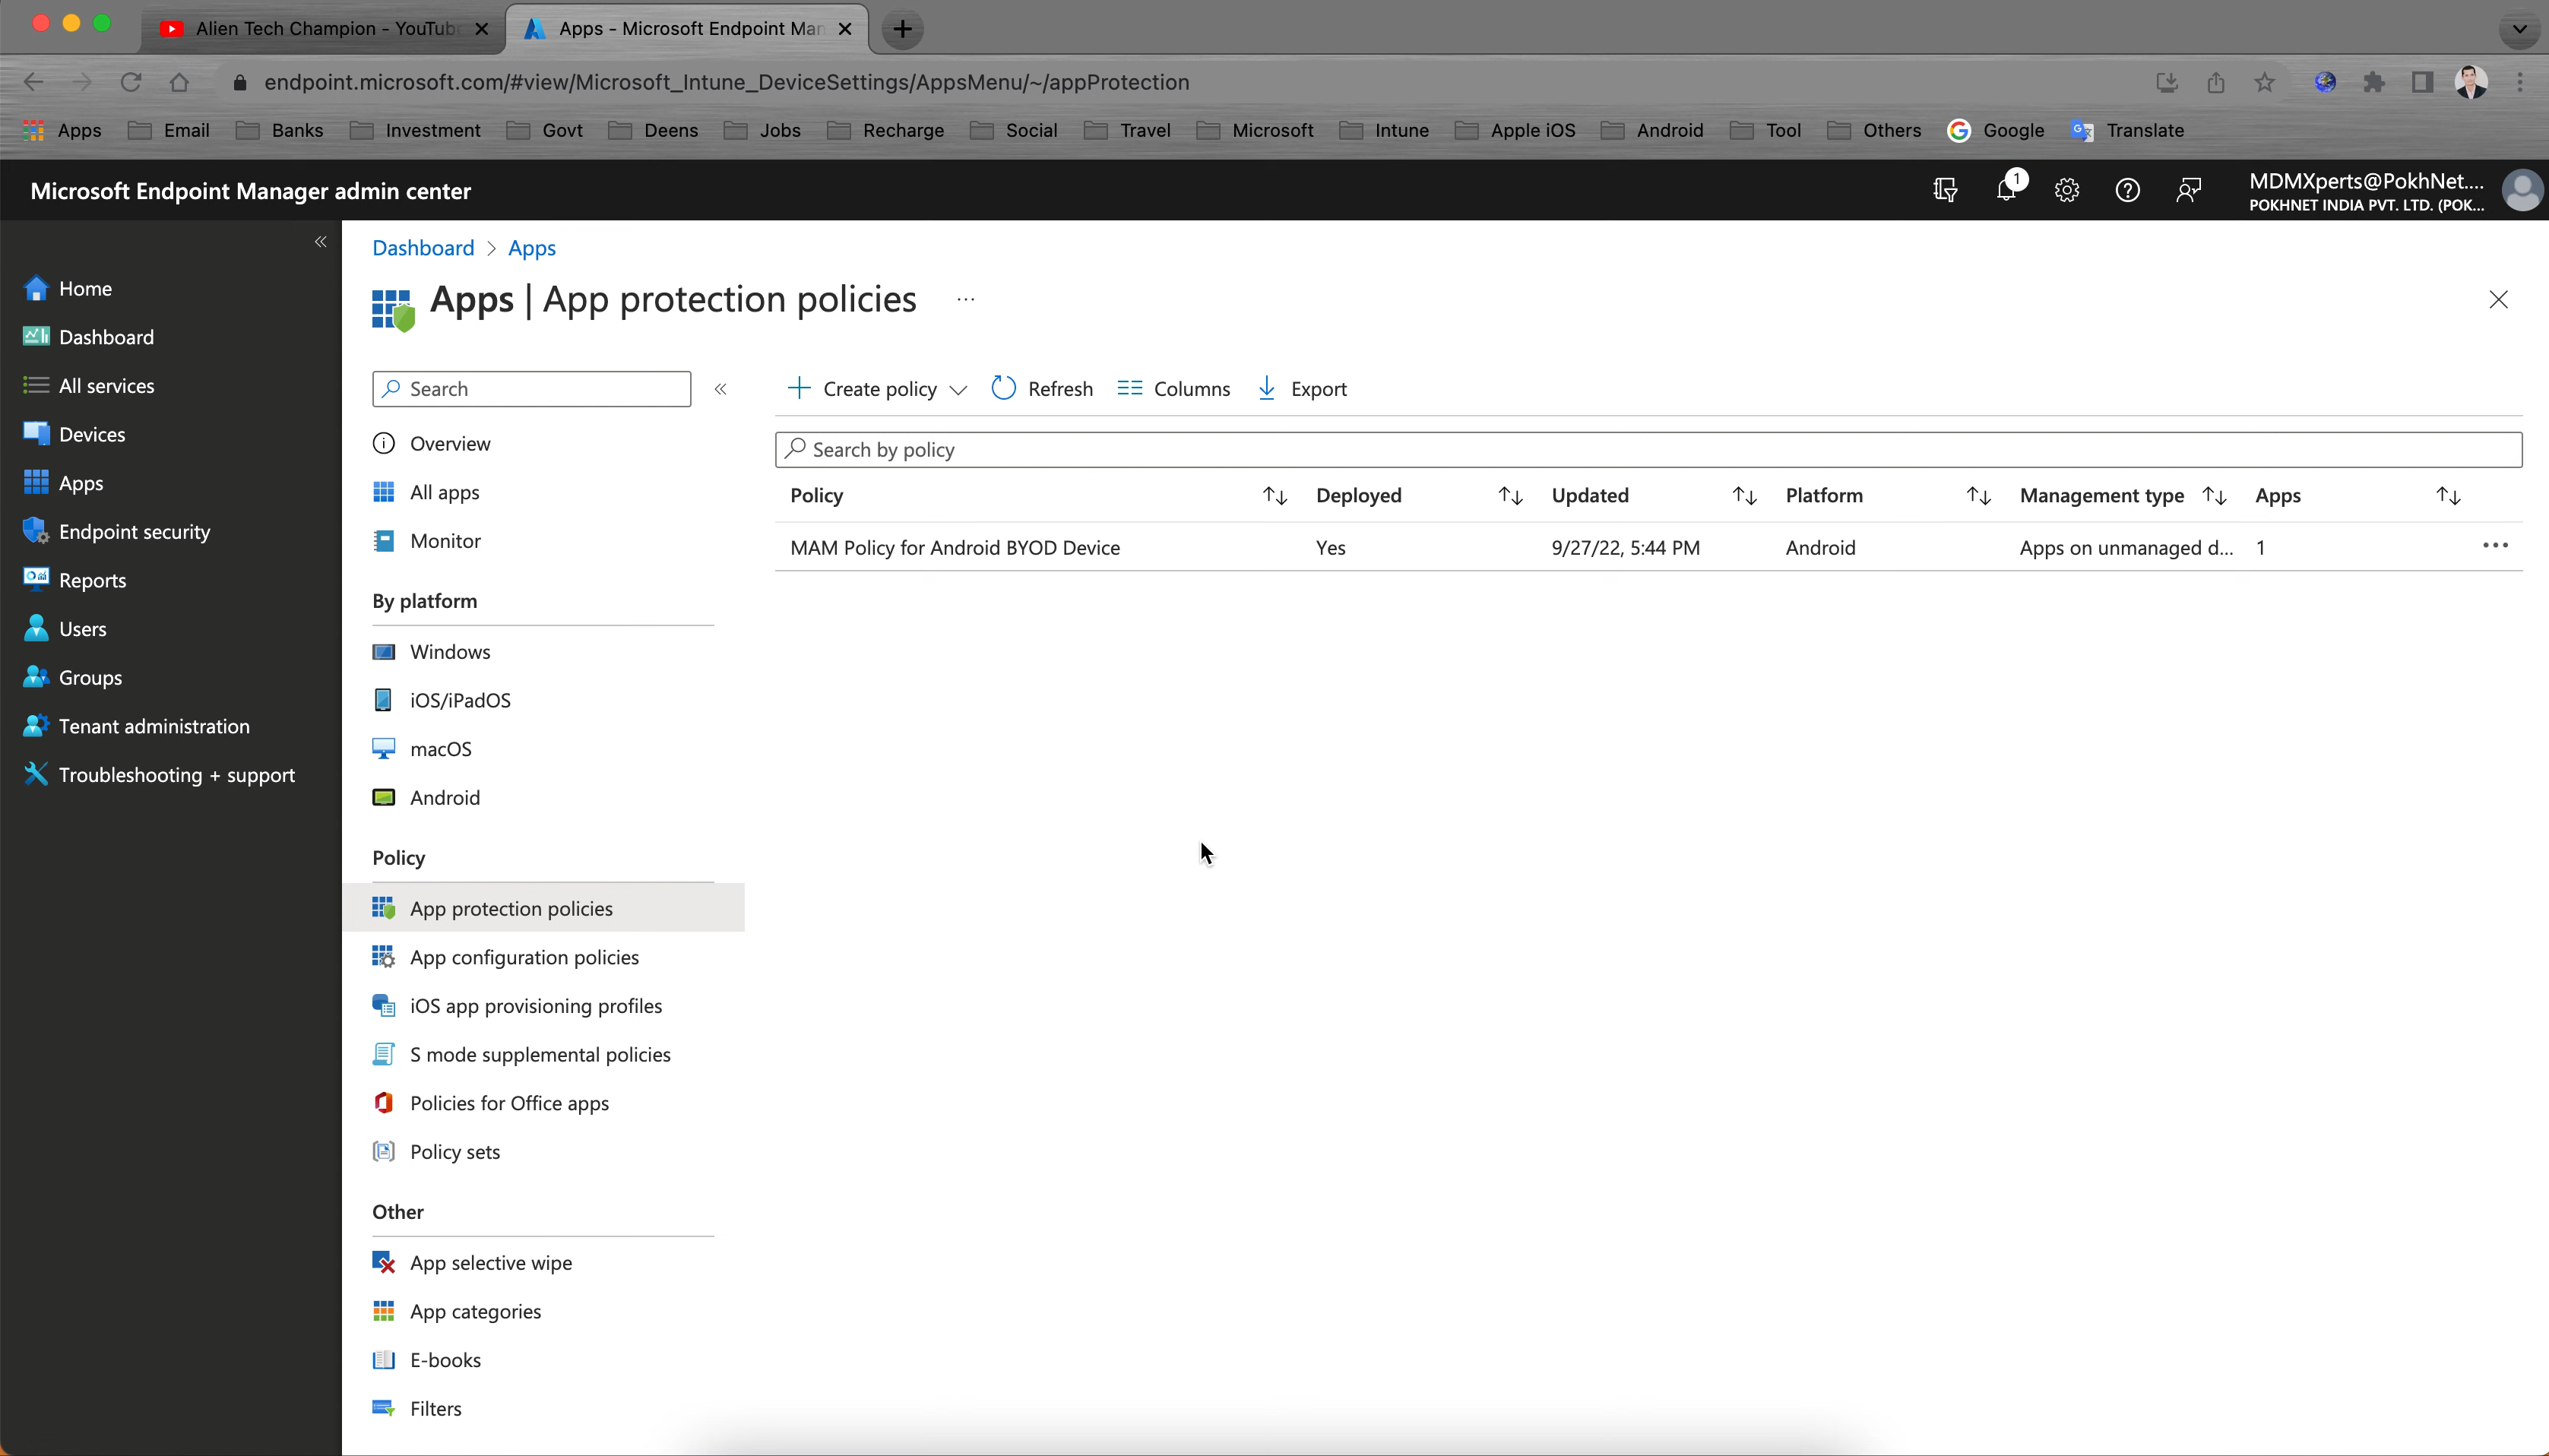 Alien Tech Champion - YouTub
Apps - Microsoft Endpoint Man
endpoint.microsoft.com/#view/Microsoft_Intune_DeviceSettings/AppsMenu/~/appProtection
Apps Email Banks Investment Govt Deens Jobs Recharge Social Travel Microsoft Intune Apple iOS Android Tool Others Google Translate
Microsoft Endpoint Manager admin center
1
MDMXperts@PokhNet....
POKHNET INDIA PVT. LTD. (POK...
Home
Dashboard
All services
Devices
Apps
Endpoint security
Reports
Users
Groups
Tenant administration
Troubleshooting + support
Dashboard > Apps
Apps | App protection policies ...
Search
Overview
All apps
Monitor
By platform
Windows
iOS/iPadOS
macOS
Android
Policy
App protection policies
App configuration policies
iOS app provisioning profiles
S mode supplemental policies
Policies for Office apps
Policy sets
Other
App selective wipe
App categories
E-books
Filters
Create policy Refresh Columns Export
Search by policy
Policy Deployed Updated Platform Management type Apps
MAM Policy for Android BYOD Device Yes 9/27/22, 5:44 PM Android Apps on unmanaged d... 1